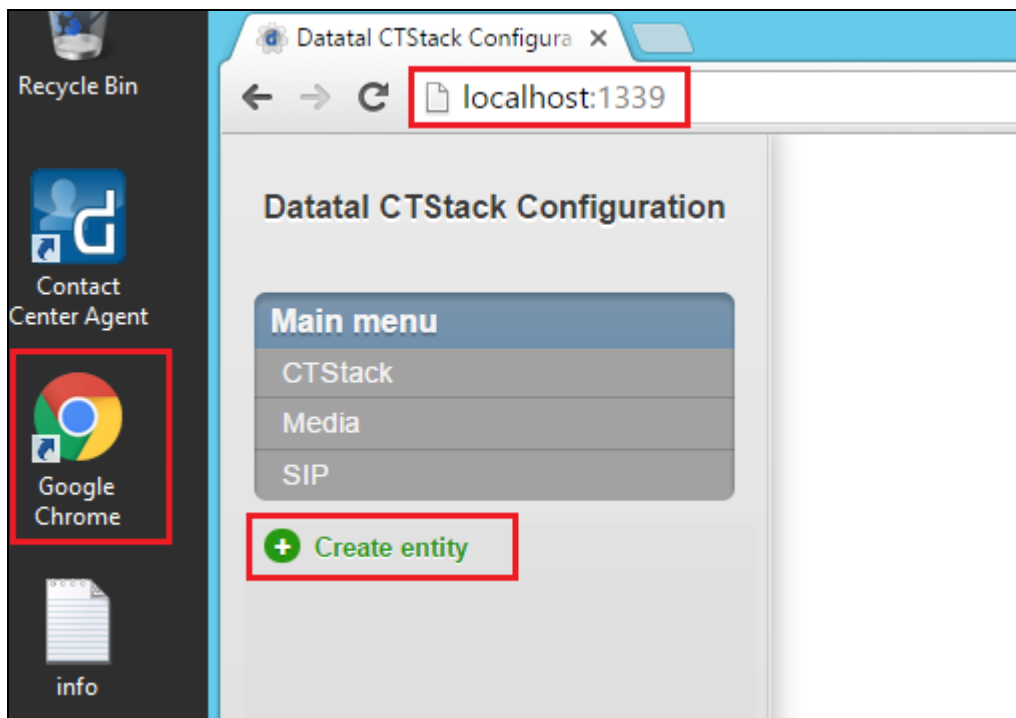 Recycle Bin
Contact
Center Agent
Google
Chrome
info
Datatal CTStack Configura
localhost:1339
Datatal CTStack Configuration
Main menu
CTStack
Media
SIP
Create entity